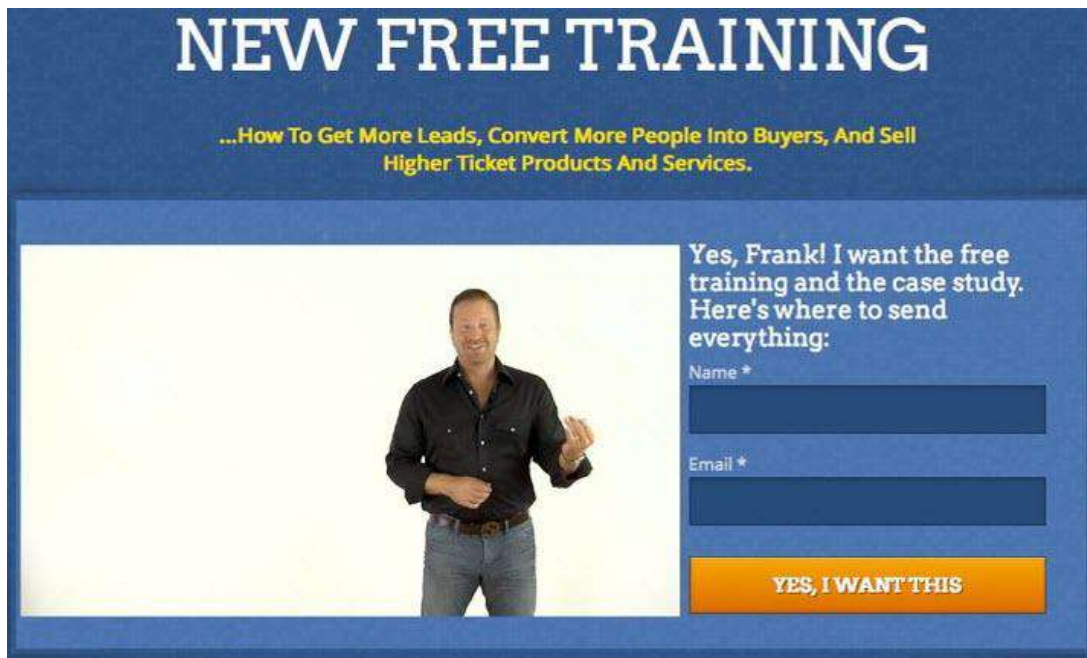 NEW FREE TRAINING
...How To Get More Leads, Convert More People Into Buyers, And Sell
Higher Ticket Products And Services.
Yes, Frank! I want the free
training and the case study.
Here's where to send
everything:
Name *
Email *
YES, I WANT THIS